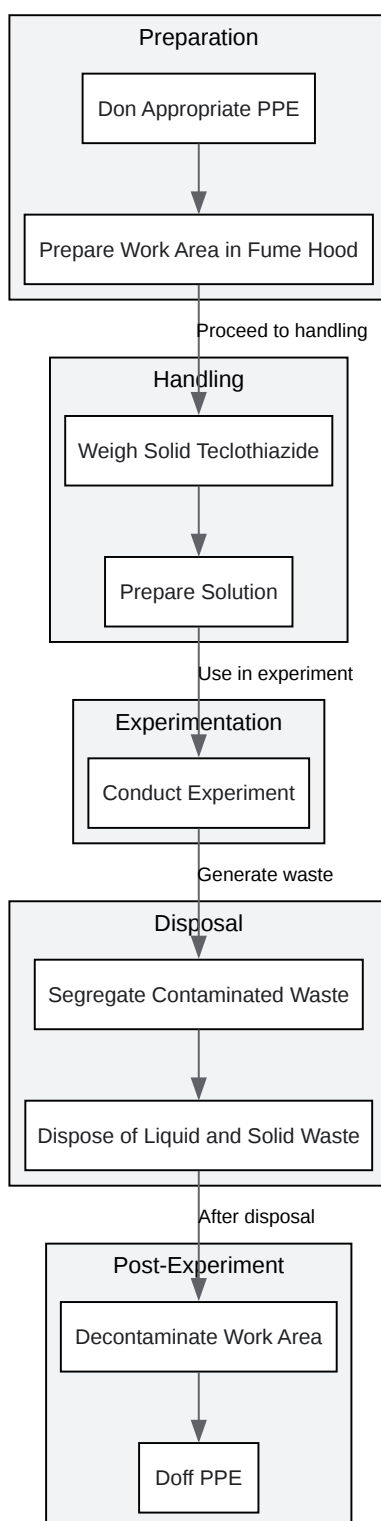 Preparation
Don Appropriate PPE
Prepare Work Area in Fume Hood
Proceed to handling
Handling
Weigh Solid Teclothiazide
Prepare Solution
Use in experiment
Experimentation
Conduct Experiment
Generate waste
Disposal
Segregate Contaminated Waste
Dispose of Liquid and Solid Waste
After disposal
Post-Experiment
Decontaminate Work Area
Doff PPE